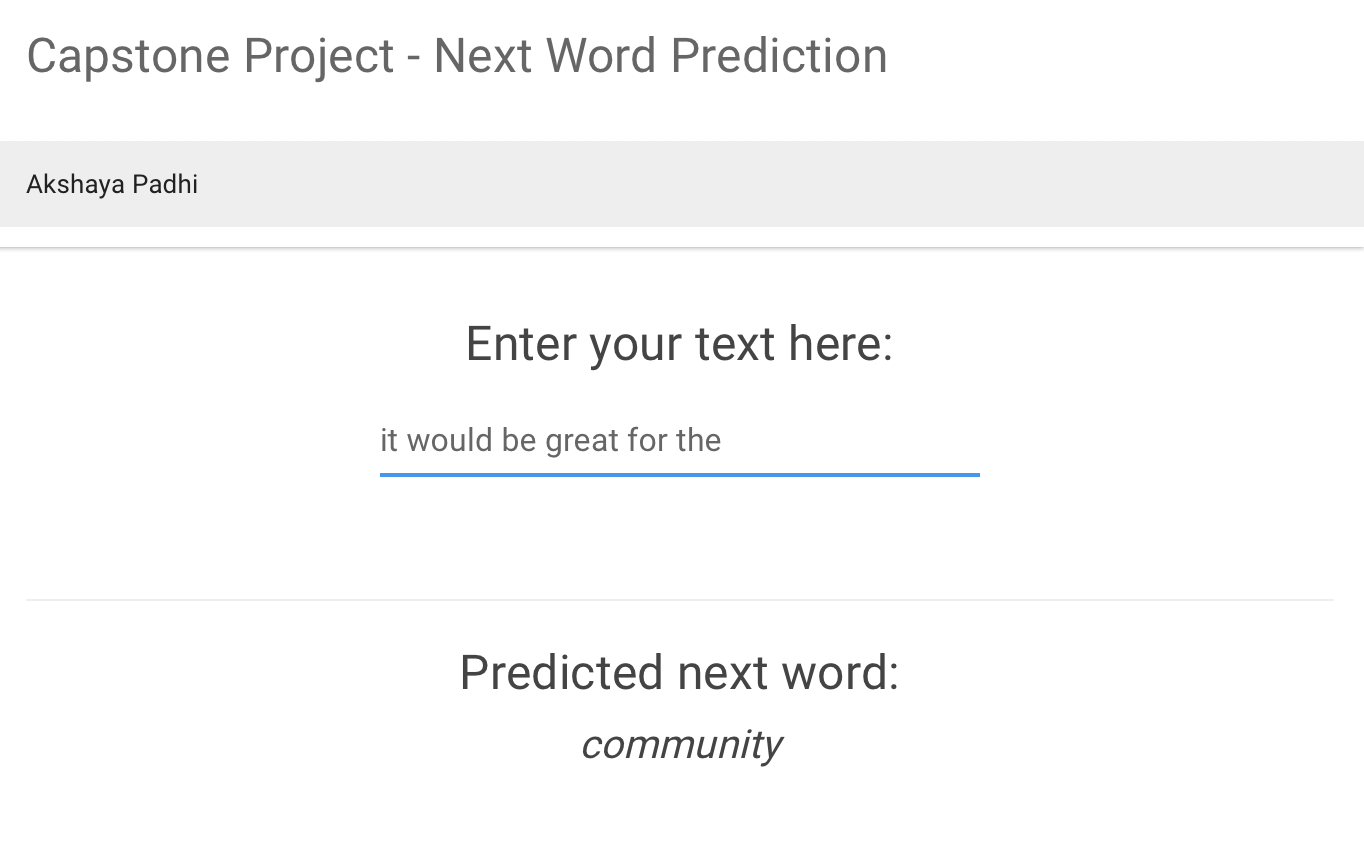 Capstone Project - Next Word Prediction
Akshaya Padhi
Enter your text here:
it would be great for the
Predicted next word:
community